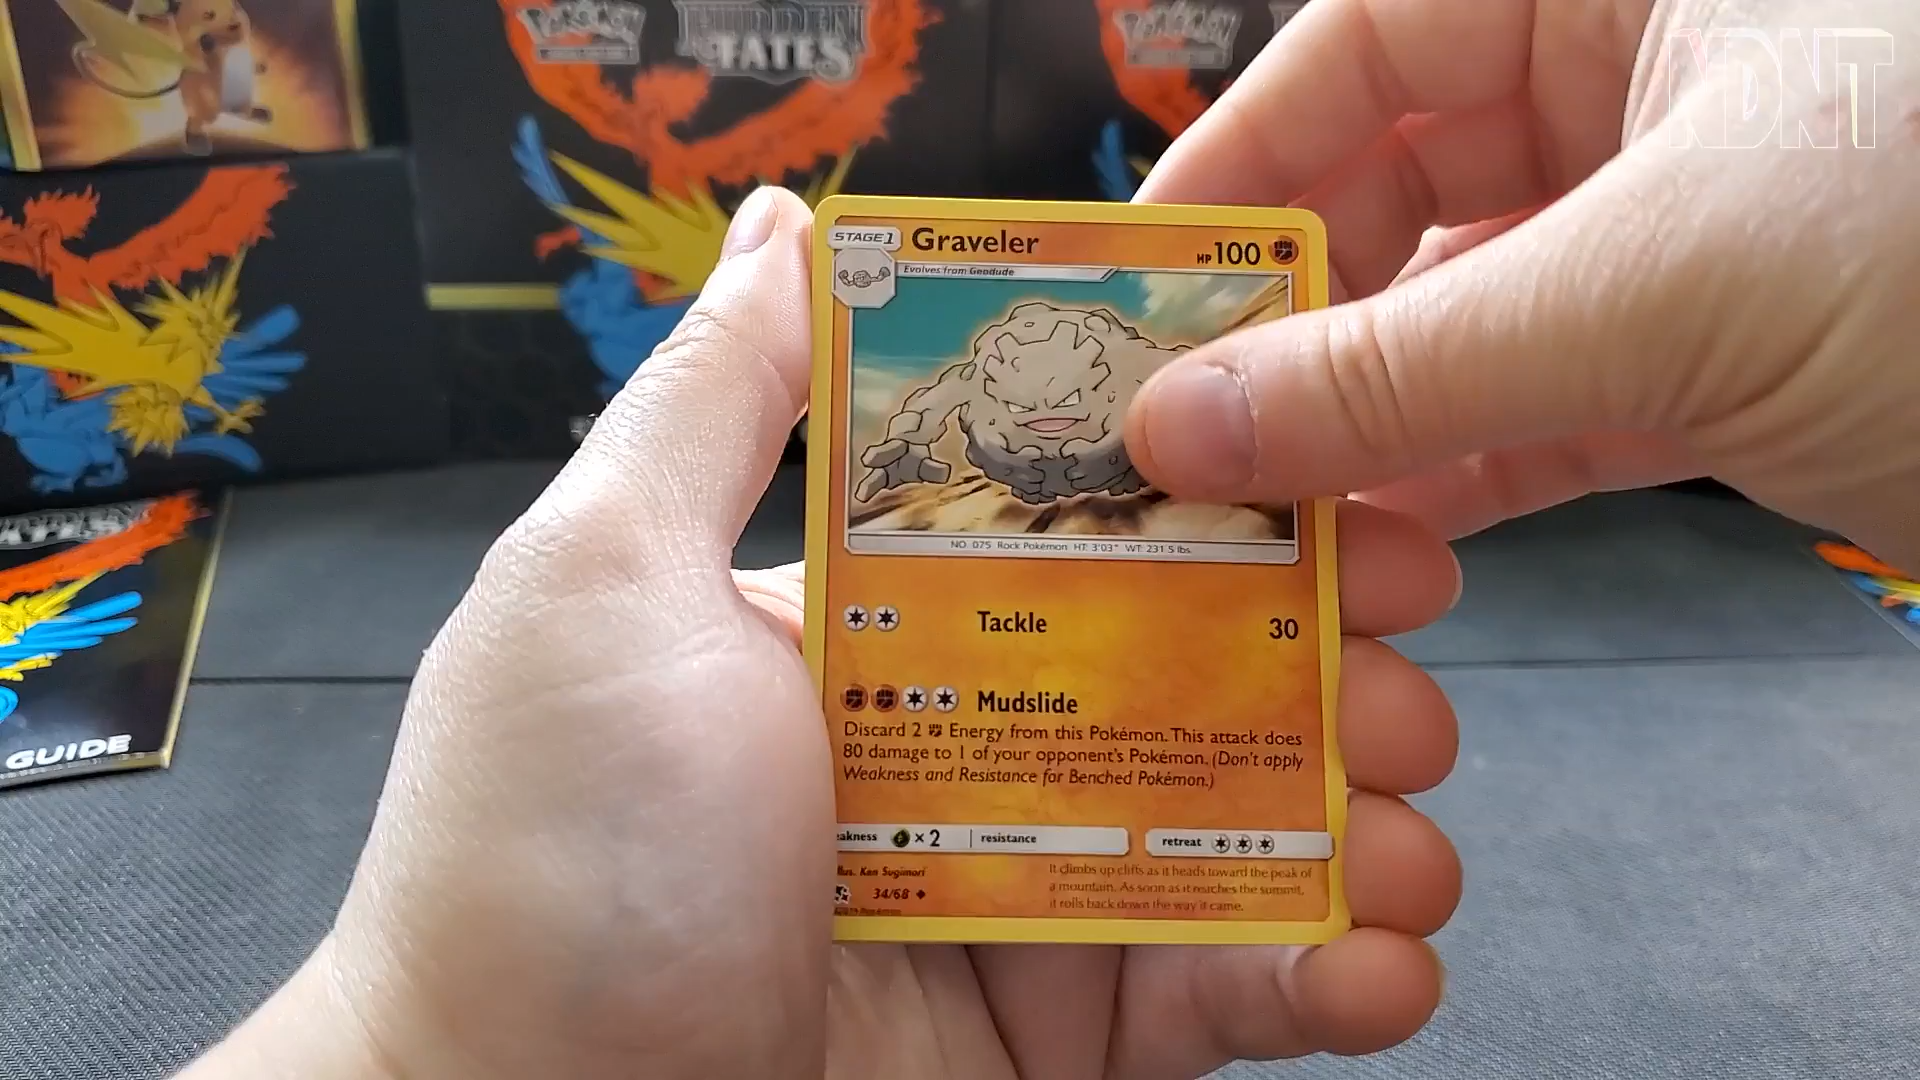 NDNT
Pokémon
HIDDEN
FATES
Pokémon
STAGE 1
Graveler
HP 100
Evolves from Geodude
NO. 075 Rock Pokémon HT: 3'03" WT: 231.5 lbs.
Tackle 30
Mudslide
Discard 2 Energy from this Pokémon. This attack does
80 damage to 1 of your opponent's Pokémon. (Don't apply
Weakness and Resistance for Benched Pokémon.)
akness × 2 resistance
retreat
llus. Ken Sugimori
34/68
©2019 Pokémon
It climbs up cliffs as it heads toward the peak of
a mountain. As soon as it reaches the summit,
it rolls back down the way it came.
GUIDE